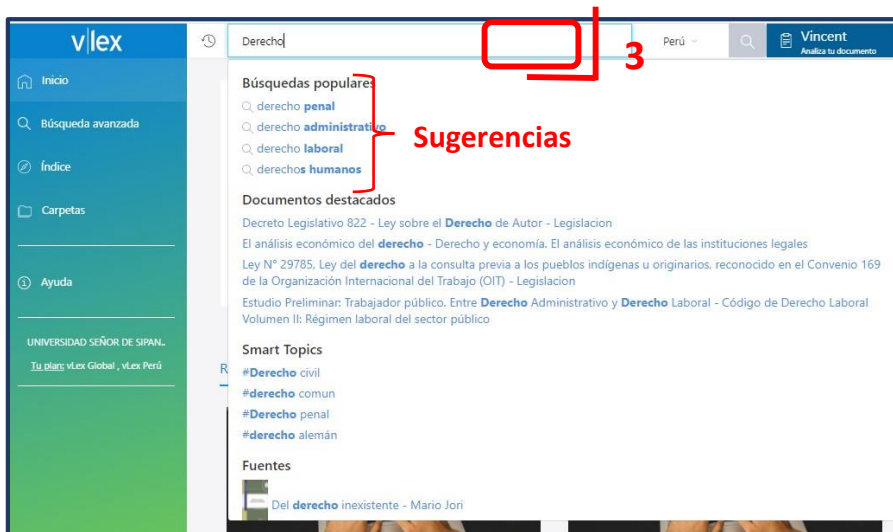 v|lex
Derecho
Perú
Vincent
Analiza tu documento
3
Inicio
Búsqueda avanzada
Índice
Carpetas
Ayuda
UNIVERSIDAD SEÑOR DE SIPAN..
Tu plan: vLex Global , vLex Perú
Búsquedas populares
derecho penal
derecho administrativo
derecho laboral
derechos humanos
Sugerencias
Documentos destacados
Decreto Legislativo 822 - Ley sobre el Derecho de Autor - Legislacion
El análisis económico del derecho - Derecho y economía. El análisis económico de las instituciones legales
Ley N° 29785, Ley del derecho a la consulta previa a los pueblos indígenas u originarios, reconocido en el Convenio 169
de la Organización Internacional del Trabajo (OIT) - Legislacion
Estudio Preliminar: Trabajador público. Entre Derecho Administrativo y Derecho Laboral - Código de Derecho Laboral
Volumen II: Régimen laboral del sector público
Smart Topics
#Derecho civil
#derecho comun
#Derecho penal
#derecho alemán
R
Fuentes
Del derecho inexistente - Mario Jori